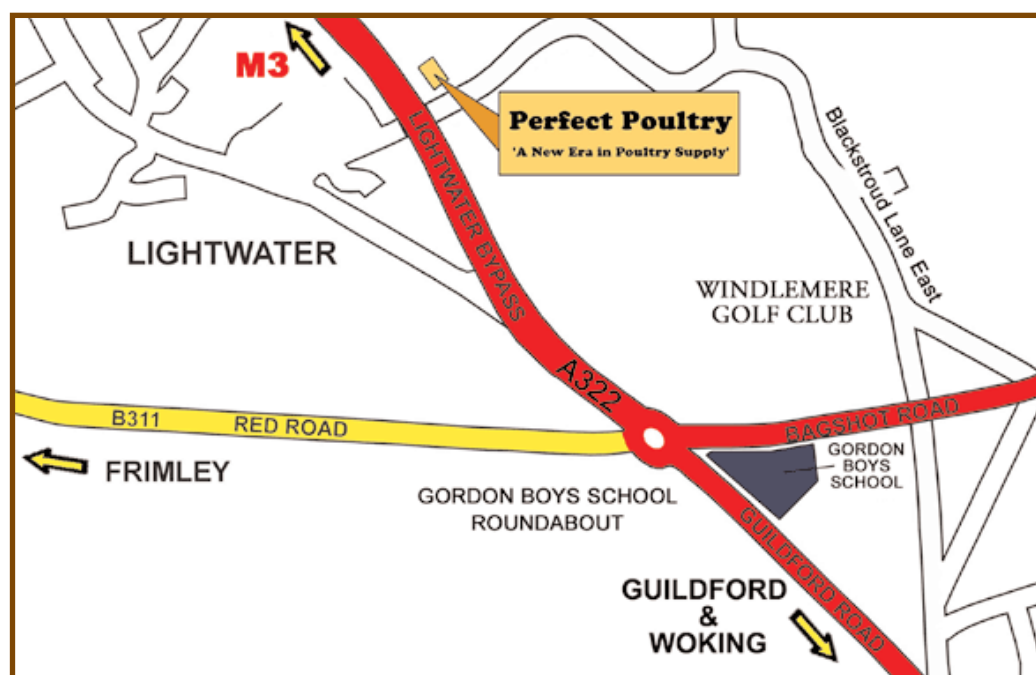 M3
Perfect Poultry
'A New Era in Poultry Supply'
LIGHTWATER BYPASS
Blackstroud Lane East
LIGHTWATER
WINDLEMERE
GOLF CLUB
A322
B311
RED ROAD
BAGSHOT ROAD
FRIMLEY
GORDON
BOYS
SCHOOL
GORDON BOYS SCHOOL
ROUNDABOUT
GUILDFORD ROAD
GUILDFORD
&
WOKING